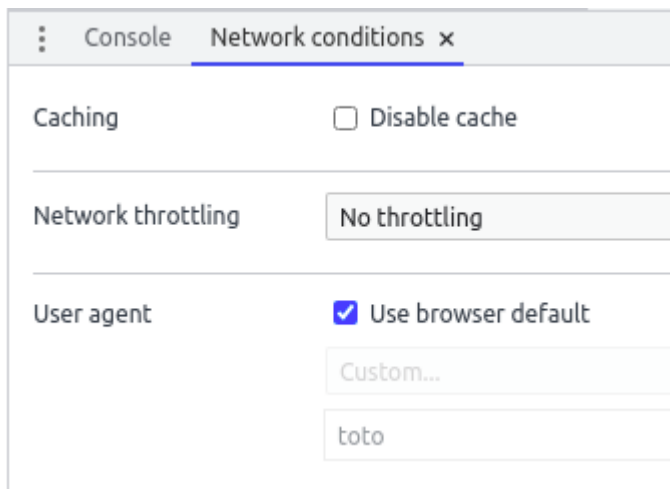 Console Network conditions ×
Caching Disable cache
Network throttling No throttling
User agent Use browser default
Custom...
toto